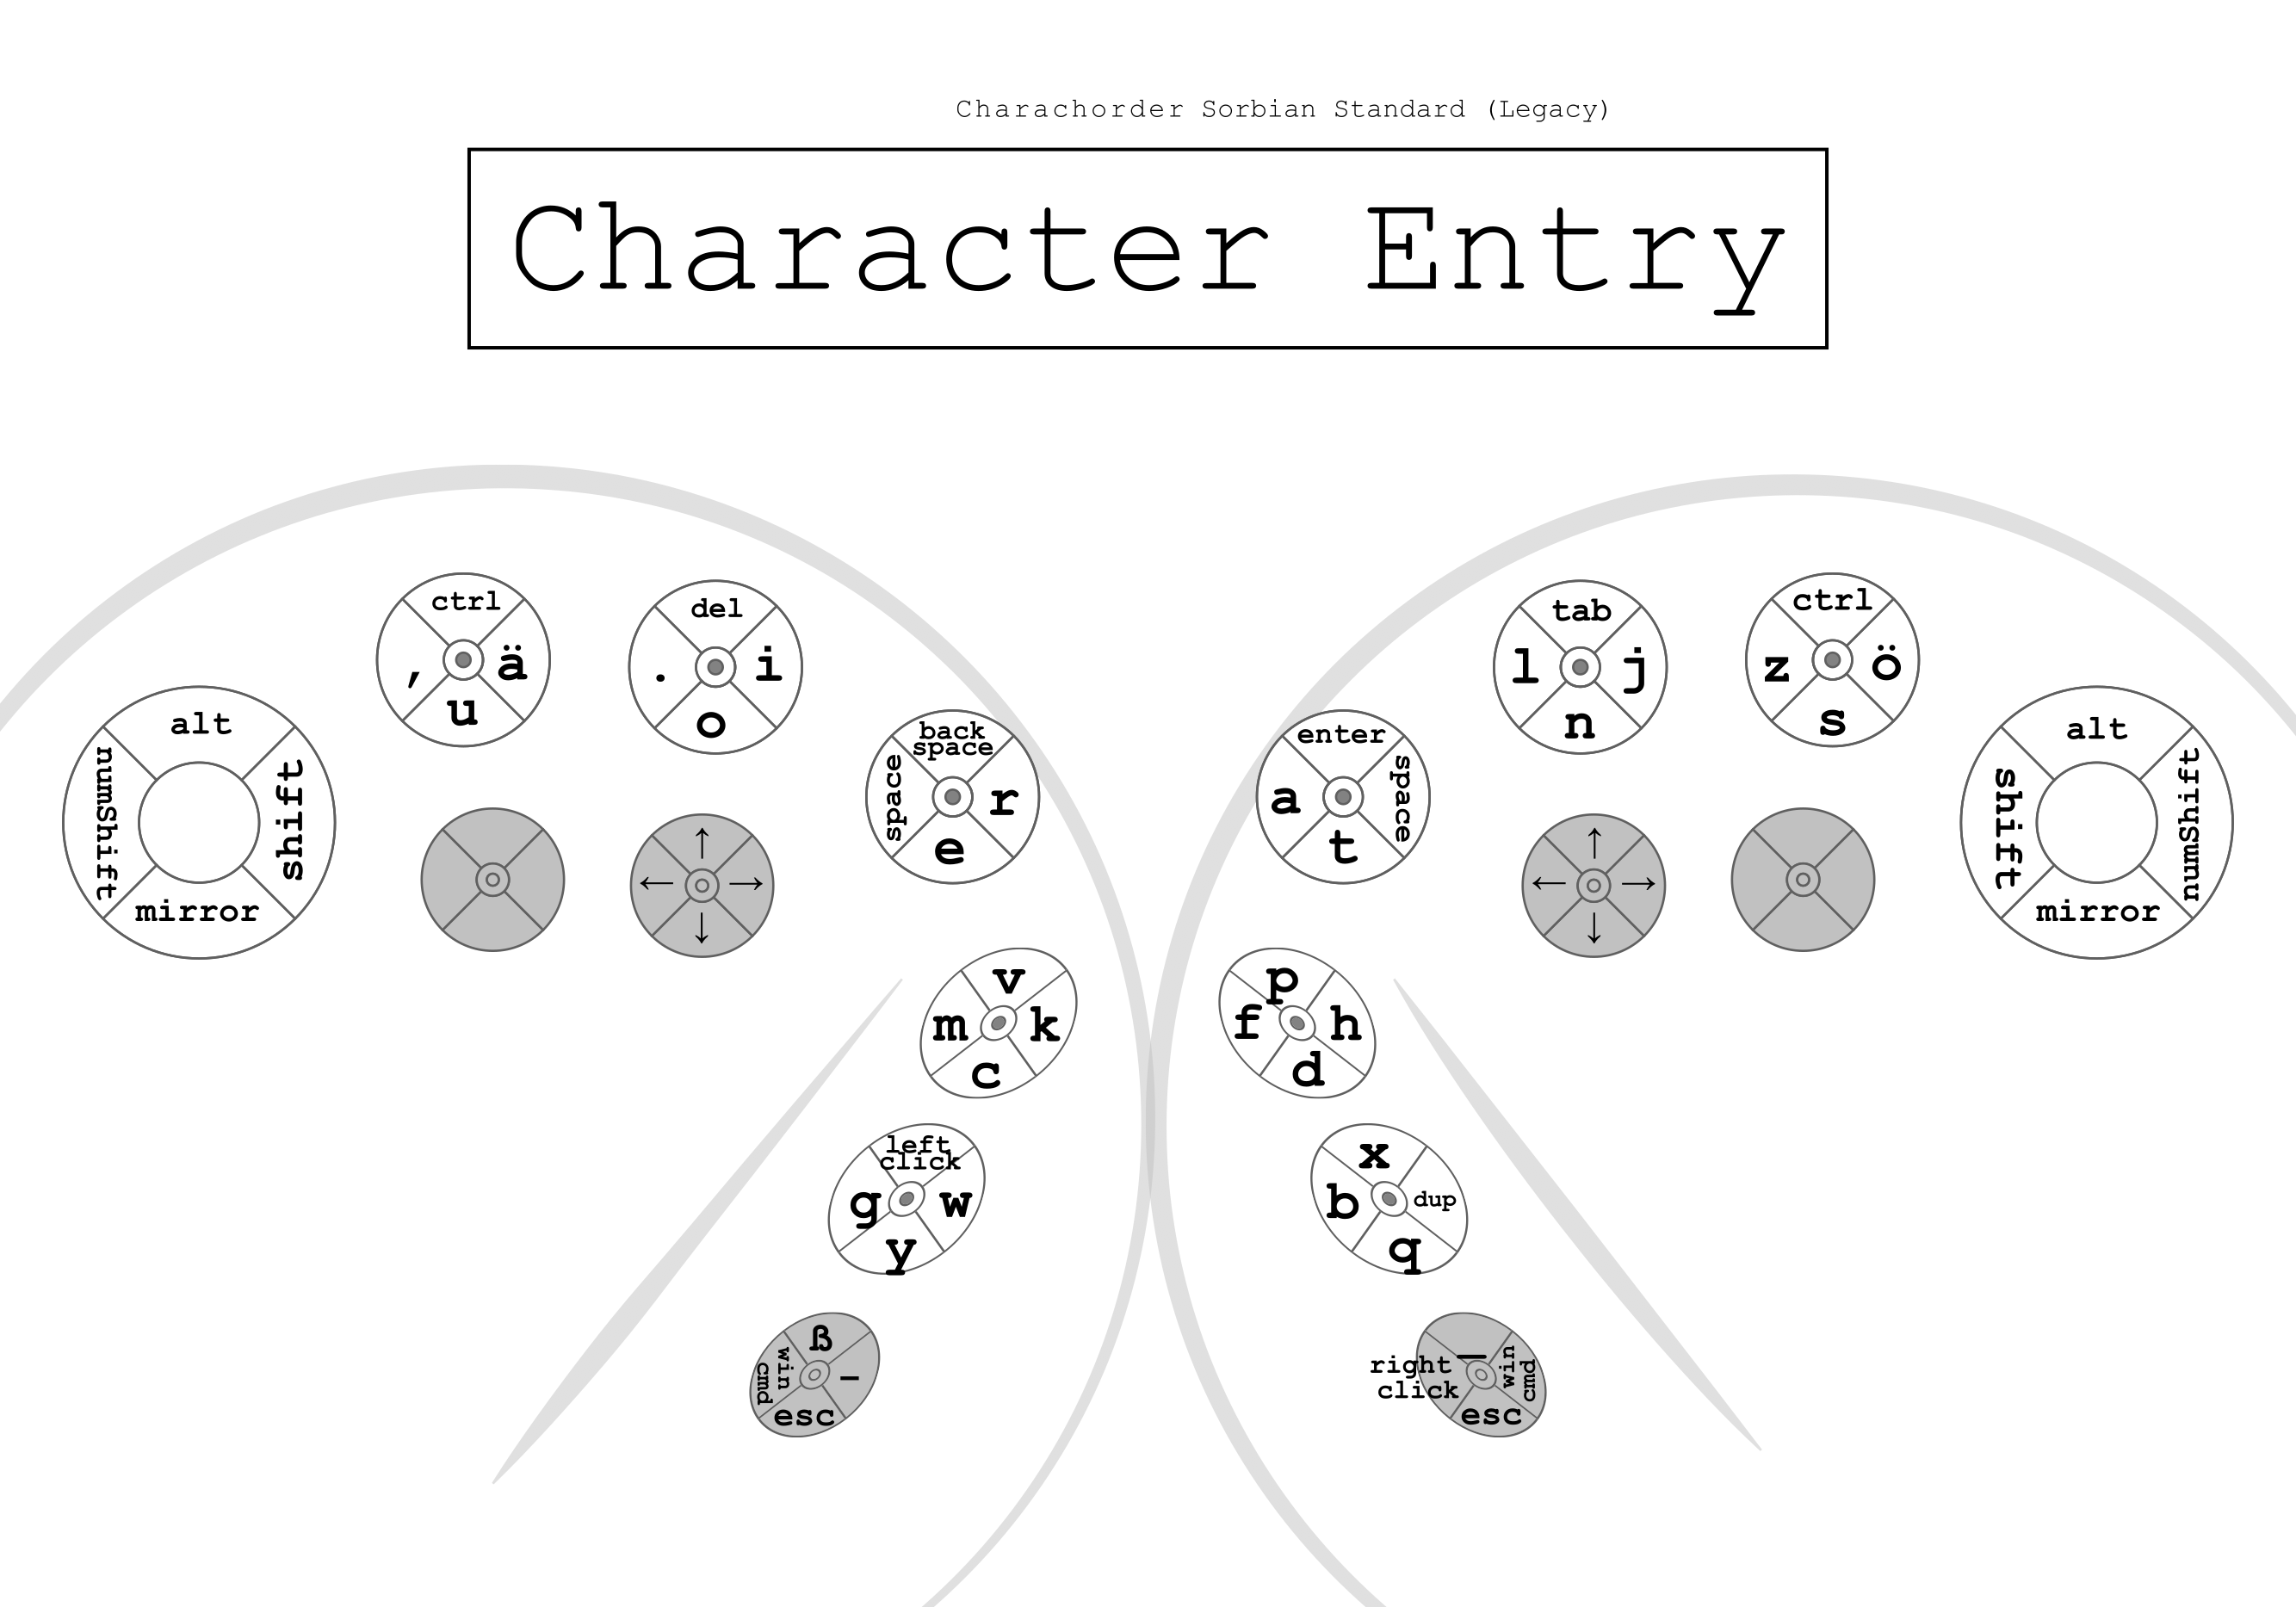 Charachorder Sorbian Standard (Legacy)
Character Entry
ctrl
, ä
u
del
. i
o
tab
l j
n
ctrl
z ö
s
alt
numShift shift
mirror
back
space
space r
e
enter
a space
t
alt
shift numShift
mirror
↑
← →
↓
↑
← →
↓
v
m k
c
p
f h
d
left
click
g w
y
x
b dup
q
ß
win
cmd
–
esc
—
right
click
win
cmd
esc